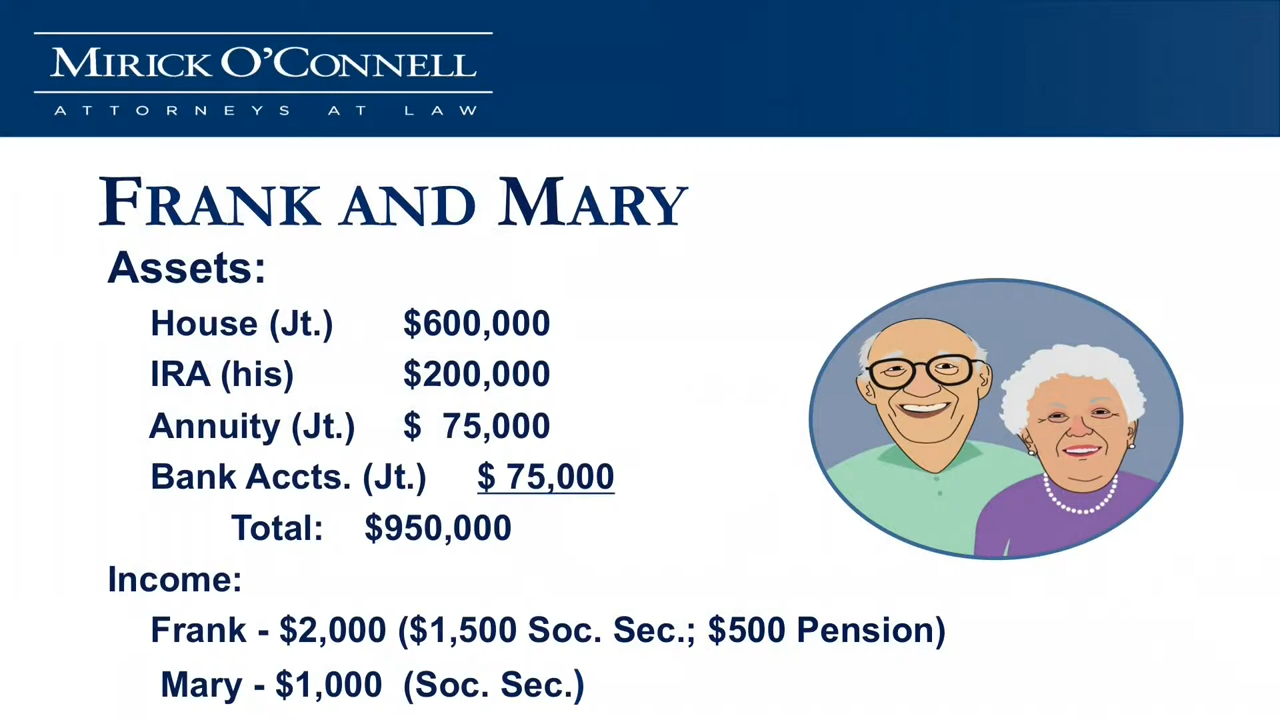 MIRICK O'CONNELL
ATTORNEYS AT LAW
FRANK AND MARY
Assets:
House (Jt.) $600,000
IRA (his) $200,000
Annuity (Jt.) $ 75,000
Bank Accts. (Jt.) $ 75,000
Total: $950,000
Income:
Frank - $2,000 ($1,500 Soc. Sec.; $500 Pension)
Mary - $1,000 (Soc. Sec.)